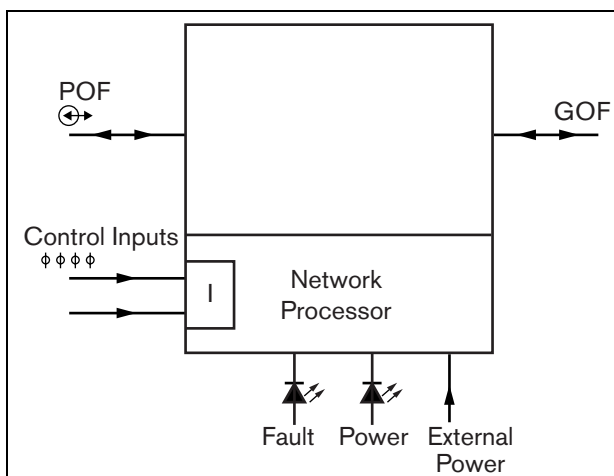 POF
GOF
Control Inputs
I
Network
Processor
Fault
Power
External
Power